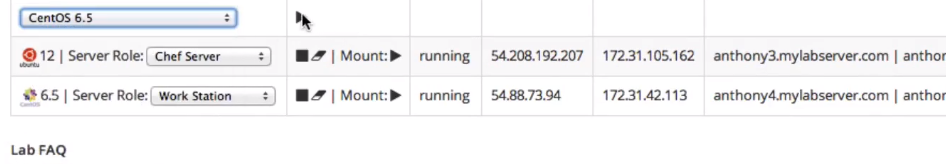 CentOS 6.5
ubuntu 12 | Server Role: Chef Server | Mount: running 54.208.192.207 172.31.105.162 anthony3.mylabserver.com | anthor
CentOS 6.5 | Server Role: Work Station | Mount: running 54.88.73.94 172.31.42.113 anthony4.mylabserver.com | anthor
Lab FAQ